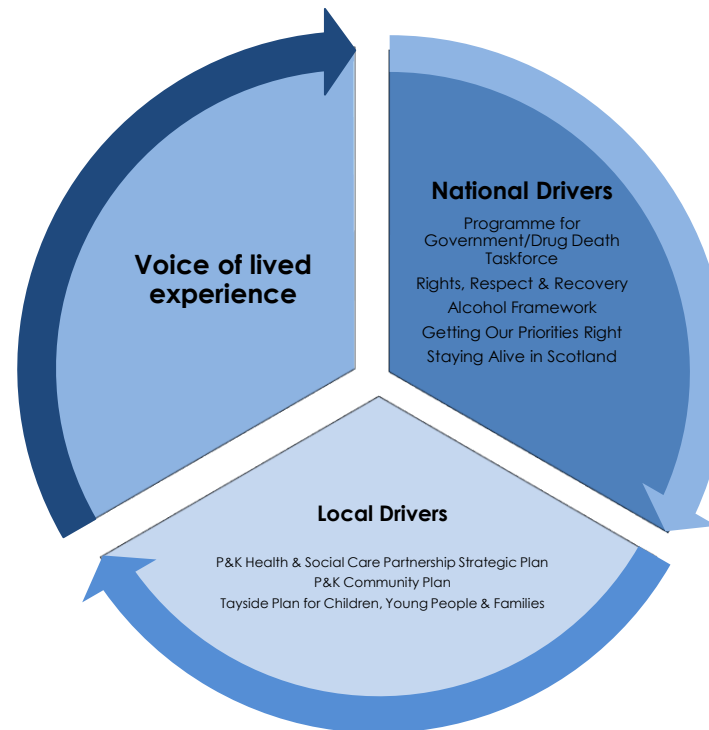 Voice of lived
experience
National Drivers
Programme for
Government/Drug Death
Taskforce
Rights, Respect & Recovery
Alcohol Framework
Getting Our Priorities Right
Staying Alive in Scotland
Local Drivers
P&K Health & Social Care Partnership Strategic Plan
P&K Community Plan
Tayside Plan for Children, Young People & Families